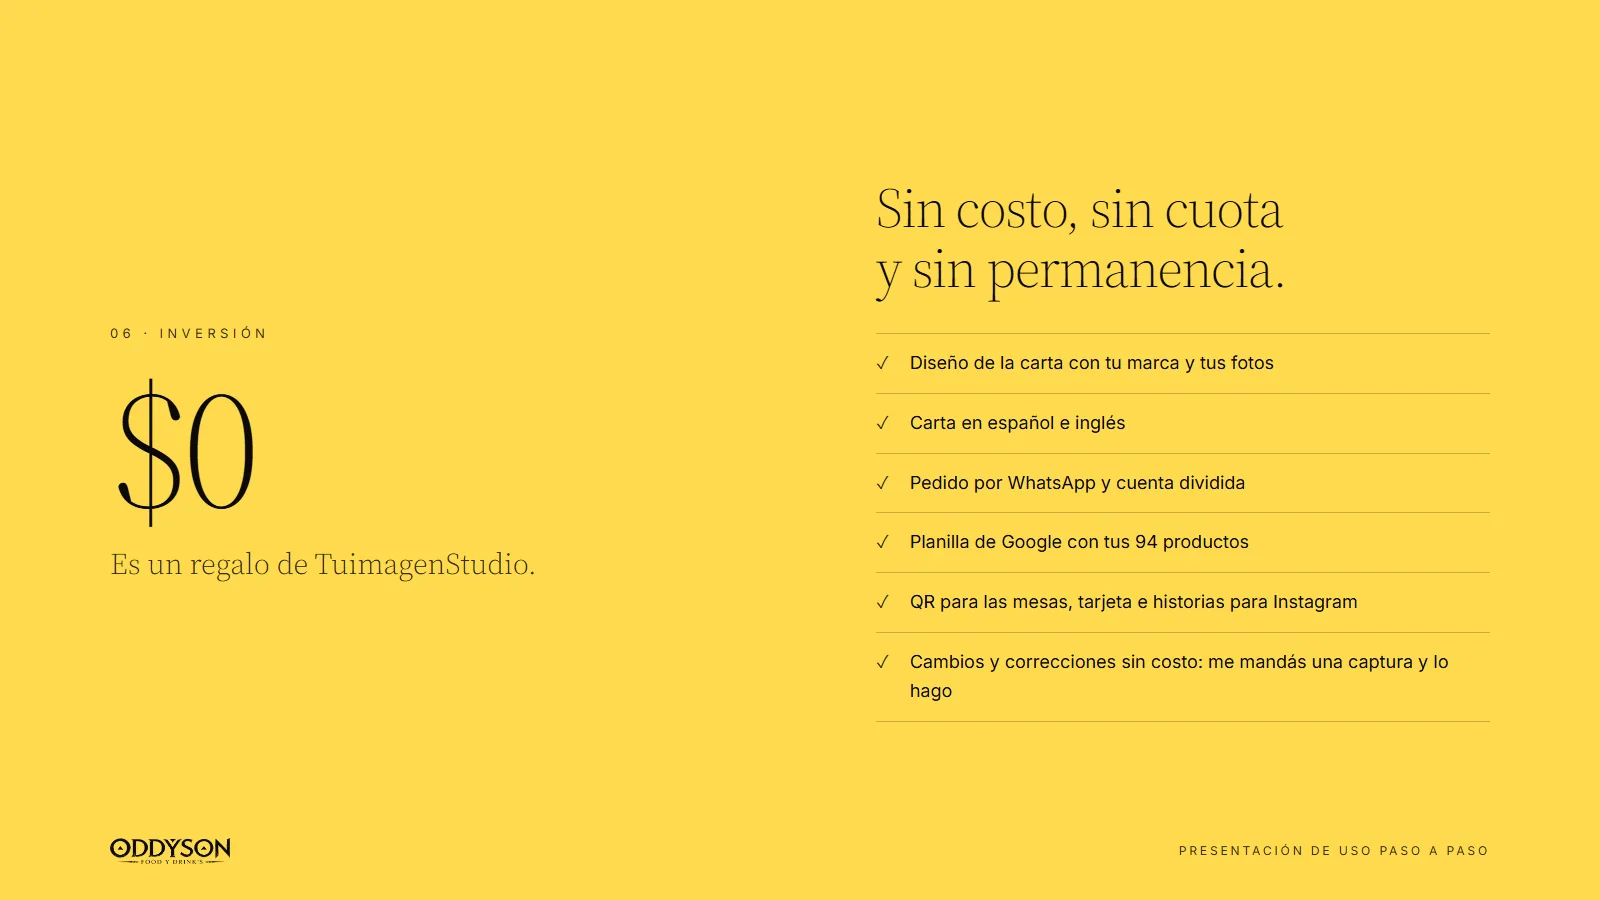 06 · INVERSIÓN
$0
Es un regalo de TuimagenStudio.
Sin costo, sin cuota
y sin permanencia.
✓ Diseño de la carta con tu marca y tus fotos
✓ Carta en español e inglés
✓ Pedido por WhatsApp y cuenta dividida
✓ Planilla de Google con tus 94 productos
✓ QR para las mesas, tarjeta e historias para Instagram
✓ Cambios y correcciones sin costo: me mandás una captura y lo
hago
ODDYSON
FOOD Y DRINK'S
PRESENTACIÓN DE USO PASO A PASO